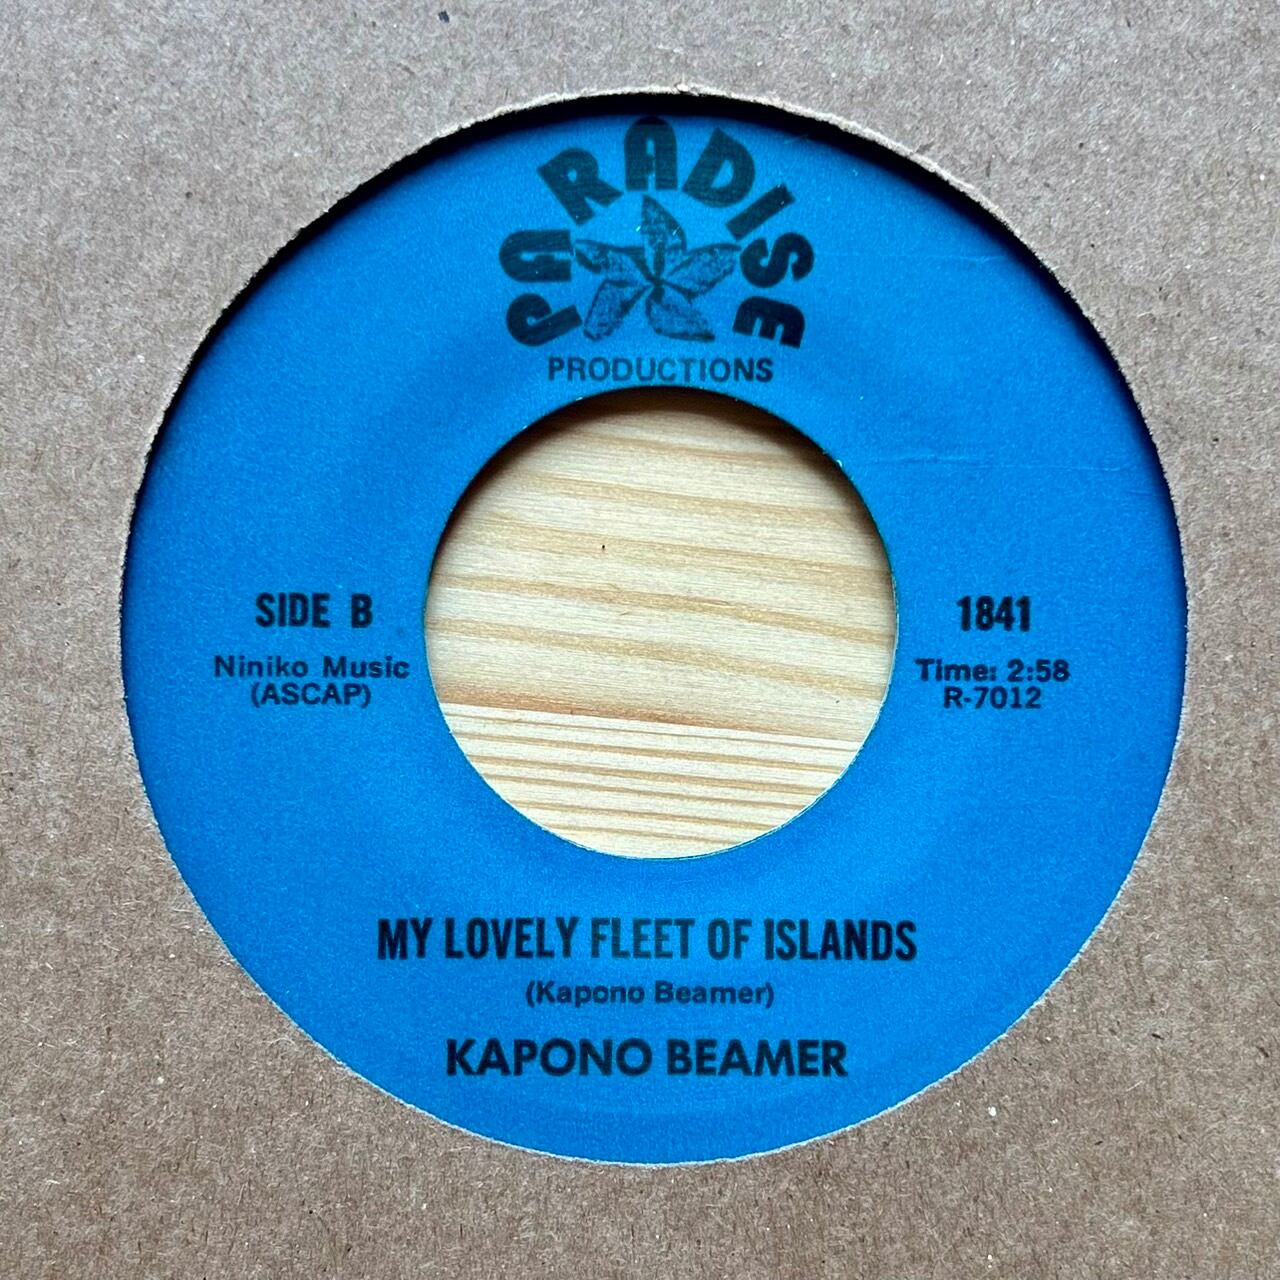 PARADISE
PRODUCTIONS
SIDE B
Niniko Music
(ASCAP)
1841
Time: 2:58
R-7012
MY LOVELY FLEET OF ISLANDS
(Kapono Beamer)
KAPONO BEAMER